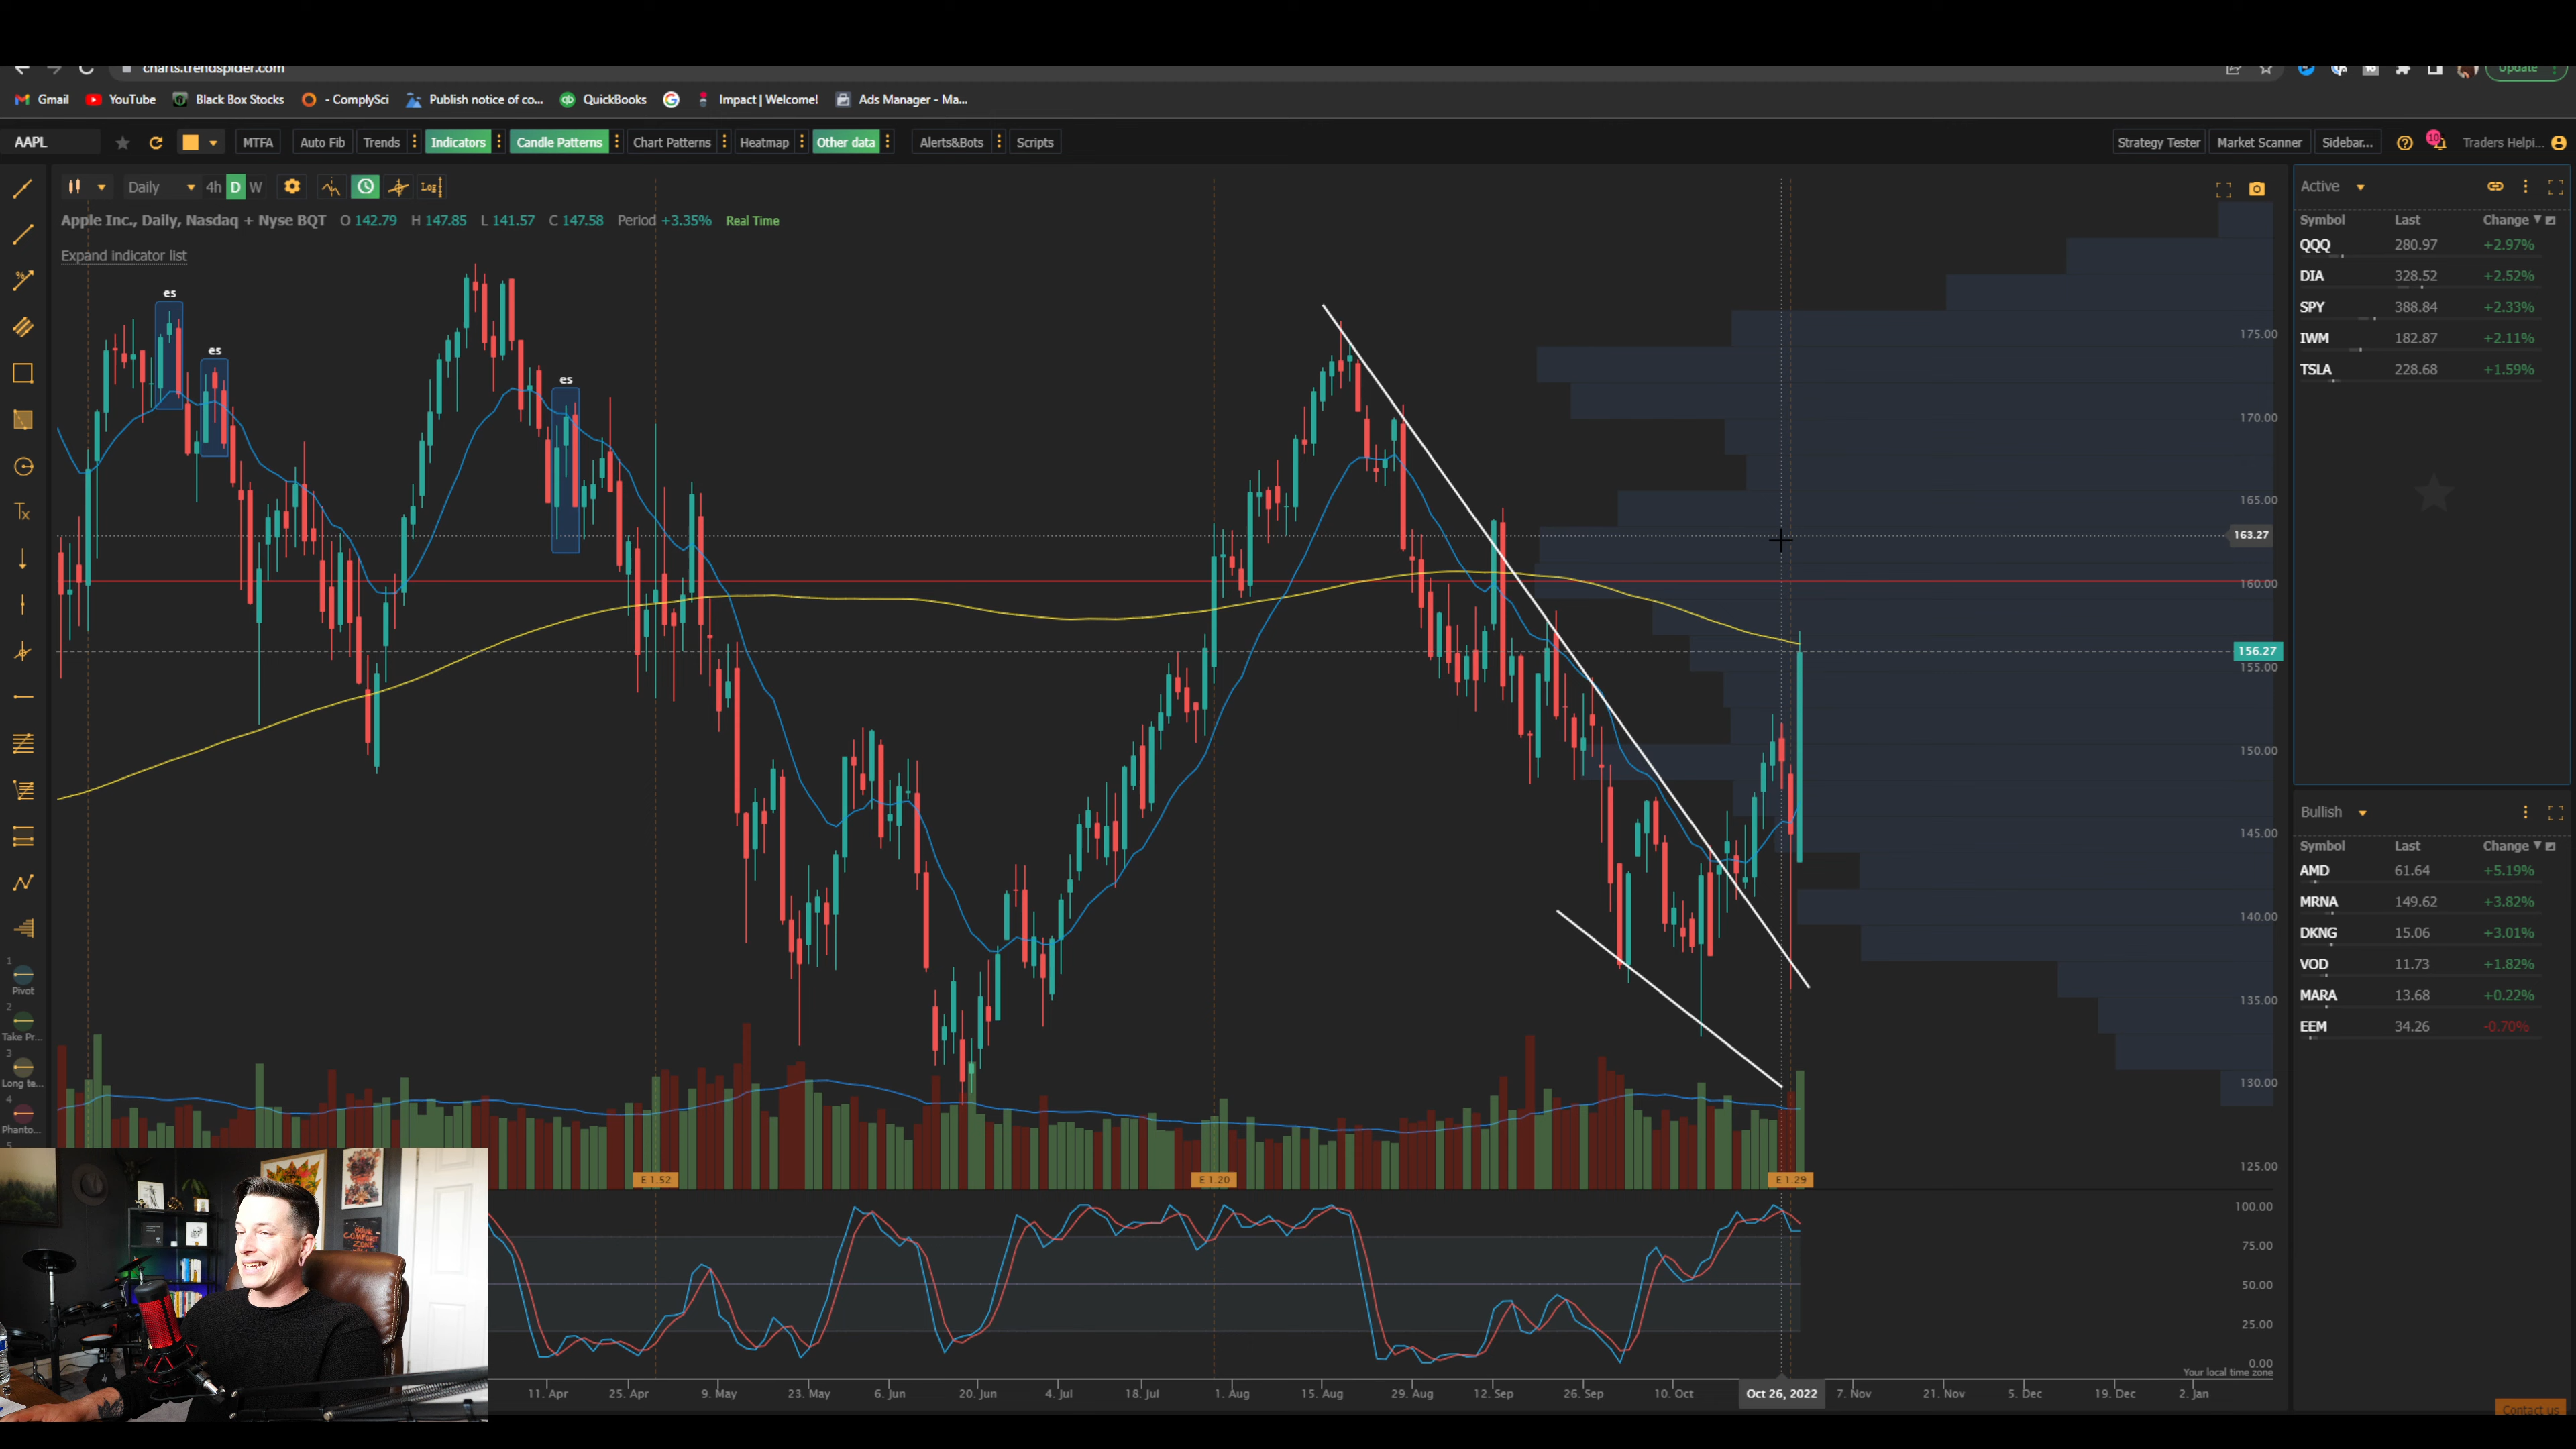 charts.trendspider.com
Update
Gmail YouTube Black Box Stocks - ComplySci Publish notice of co... QuickBooks Impact | Welcome! Ads Manager - Ma...
AAPL MTFA Auto Fib Trends Indicators Candle Patterns Chart Patterns Heatmap Other data Alerts&Bots Scripts Strategy Tester Market Scanner Sidebar... 10 Traders Helpi...
Daily 4h D W Log
Apple Inc., Daily, Nasdaq + Nyse BQT O 142.79 H 147.85 L 141.57 C 147.58 Period +3.35% Real Time
Expand indicator list
es
es
es
175.00
170.00
165.00
163.27
160.00
156.27
155.00
150.00
145.00
140.00
135.00
130.00
125.00
E 1.52 E 1.20 E 1.29
100.00
75.00
50.00
25.00
0.00
Your local time zone
11. Apr 25. Apr 9. May 23. May 6. Jun 20. Jun 4. Jul 18. Jul 1. Aug 15. Aug 29. Aug 12. Sep 26. Sep 10. Oct Oct 26, 2022 7. Nov 21. Nov 5. Dec 19. Dec 2. Jan
Tx
1
Pivot
2
Take Pr...
3
Long te...
4
Phanto...
5
Active
Symbol Last Change
QQQ 280.97 +2.97%
DIA 328.52 +2.52%
SPY 388.84 +2.33%
IWM 182.87 +2.11%
TSLA 228.68 +1.59%
Bullish
Symbol Last Change
AMD 61.64 +5.19%
MRNA 149.62 +3.82%
DKNG 15.06 +3.01%
VOD 11.73 +1.82%
MARA 13.68 +0.22%
EEM 34.26 -0.70%
Contact us